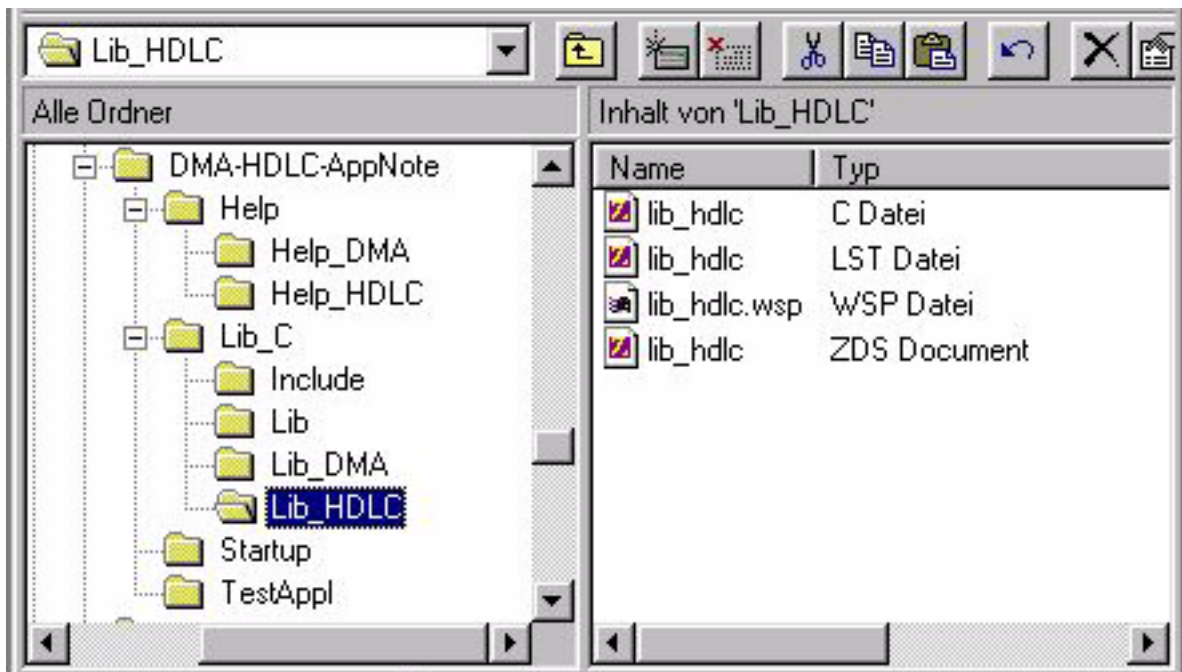 Lib_HDLC
Alle Ordner
Inhalt von 'Lib_HDLC'
DMA-HDLC-AppNote
Help
Help_DMA
Help_HDLC
Lib_C
Include
Lib
Lib_DMA
Lib_HDLC
Startup
TestAppl
Name Typ
lib_hdlc C Datei
lib_hdlc LST Datei
lib_hdlc.wsp WSP Datei
lib_hdlc ZDS Document